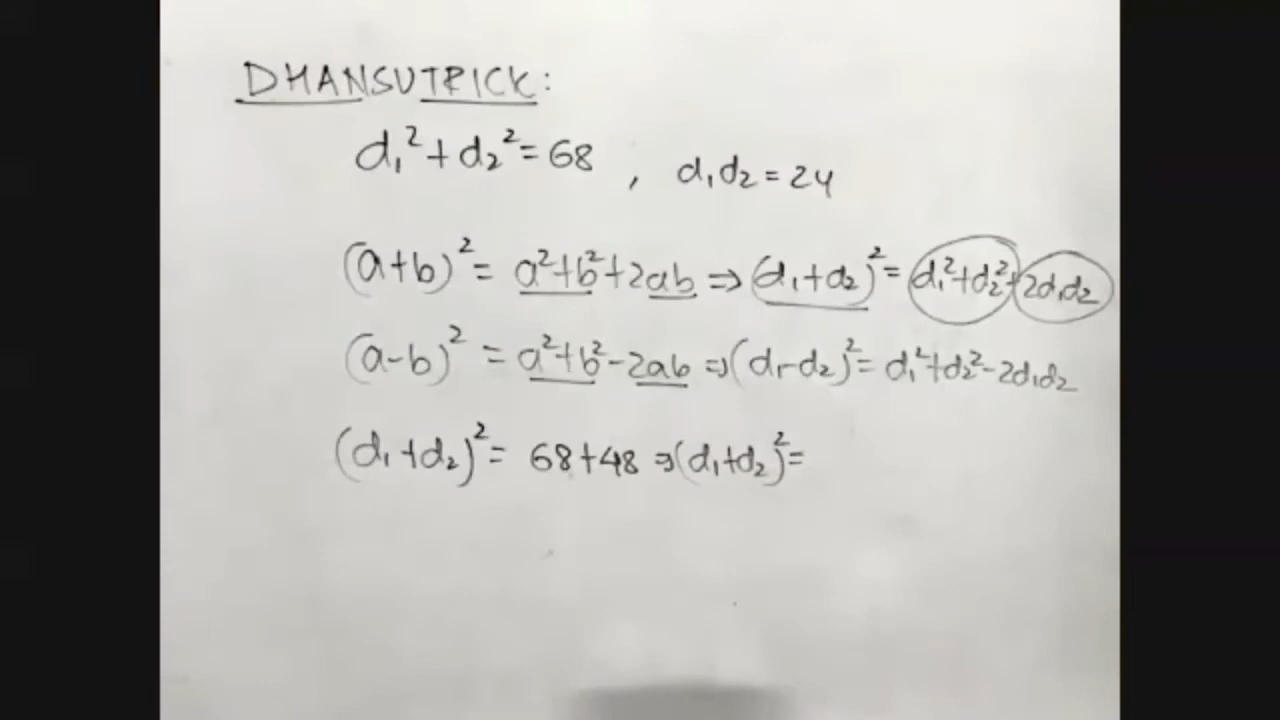 DHANSUTRICK:
d₁² + d₂² = 68 , d₁d₂ = 24
(a+b)² = a²+b²+2ab ⇒ (d₁+d₂)² = d₁²+d₂²+2d₁d₂
(a-b)² = a²+b²-2ab ⇒ (d₁-d₂)² = d₁²+d₂²-2d₁d₂
(d₁+d₂)² = 68+48 ⇒ (d₁+d₂)² =